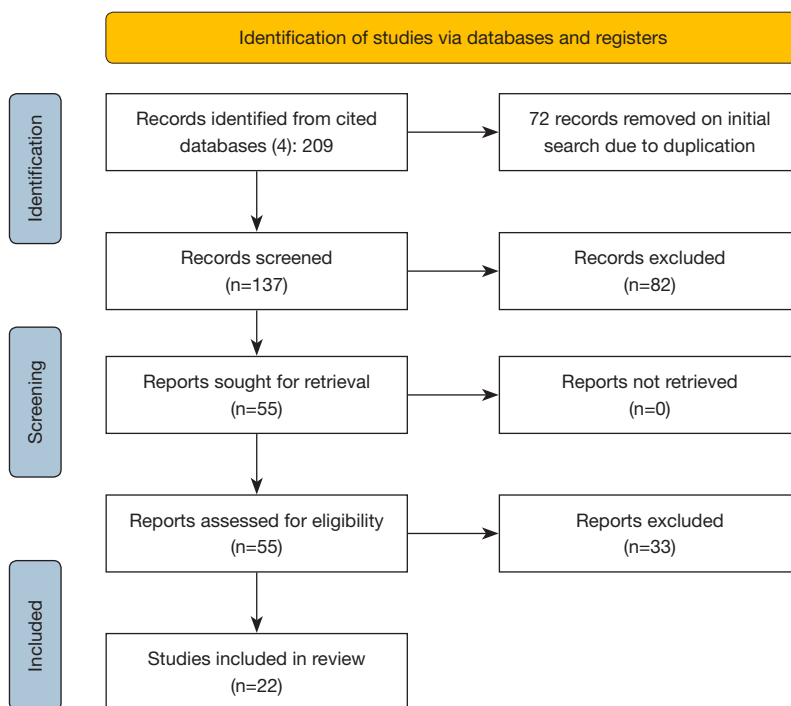 Identification of studies via databases and registers
Identification
Records identified from cited
databases (4): 209
72 records removed on initial
search due to duplication
Records screened
(n=137)
Records excluded
(n=82)
Screening
Reports sought for retrieval
(n=55)
Reports not retrieved
(n=0)
Reports assessed for eligibility
(n=55)
Reports excluded
(n=33)
Included
Studies included in review
(n=22)